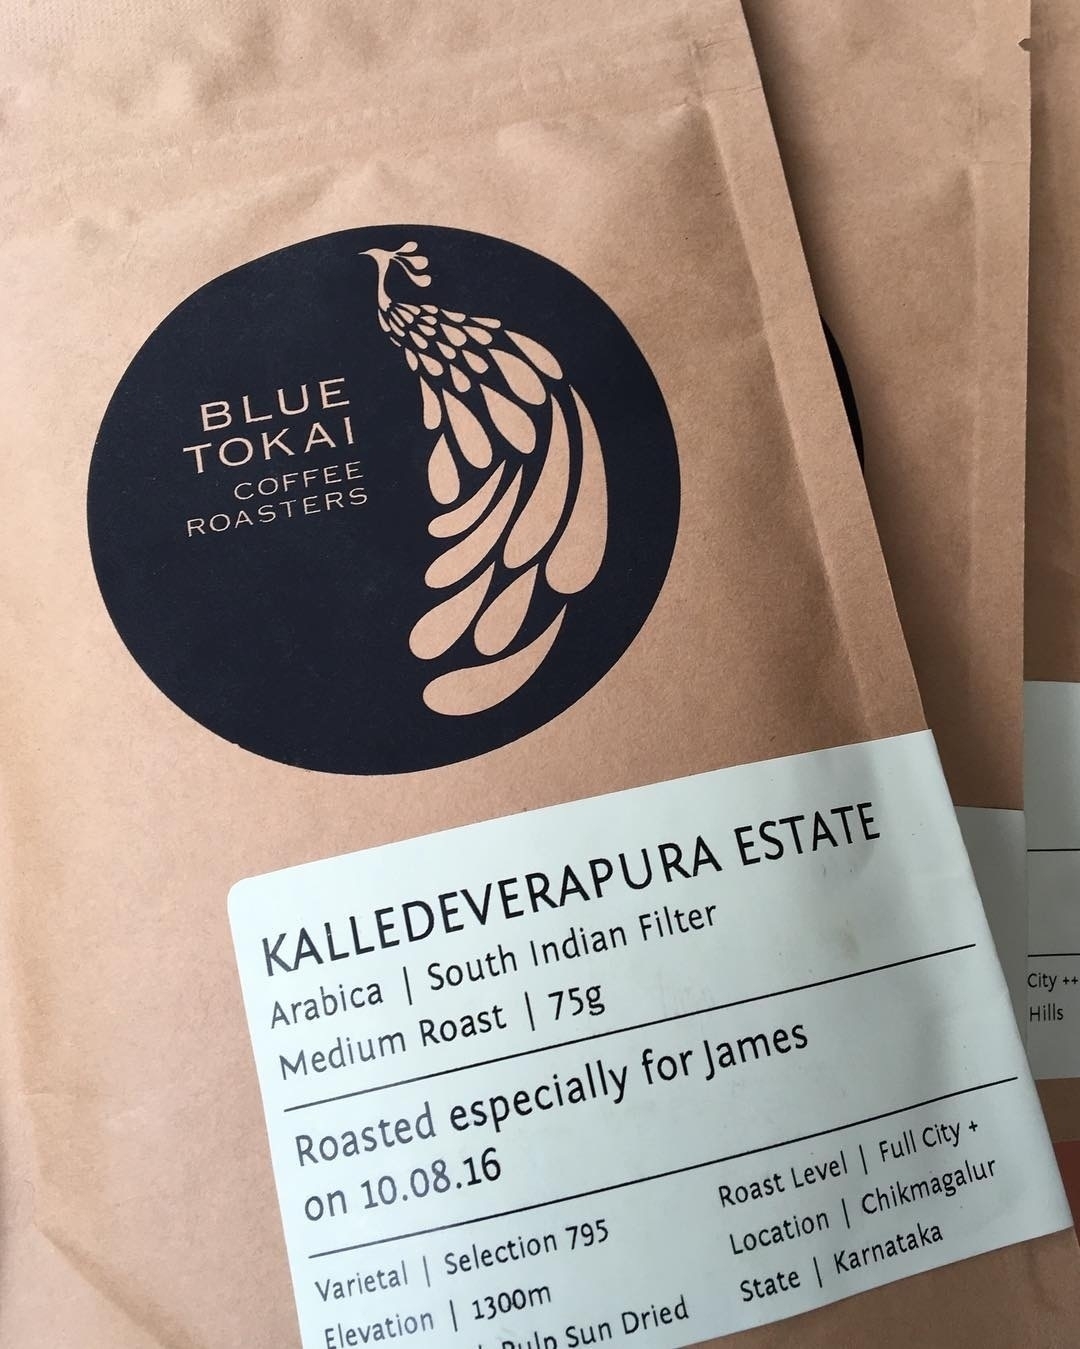 BLUE
TOKAI
COFFEE
ROASTERS
KALLEDEVERAPURA ESTATE
Arabica | South Indian Filter
Medium Roast | 75g
Roasted especially for James
on 10.08.16
Varietal | Selection 795
Elevation | 1300m
| Pulp Sun Dried
Roast Level | Full City +
Location | Chikmagalur
State | Karnataka
City ++
Hills